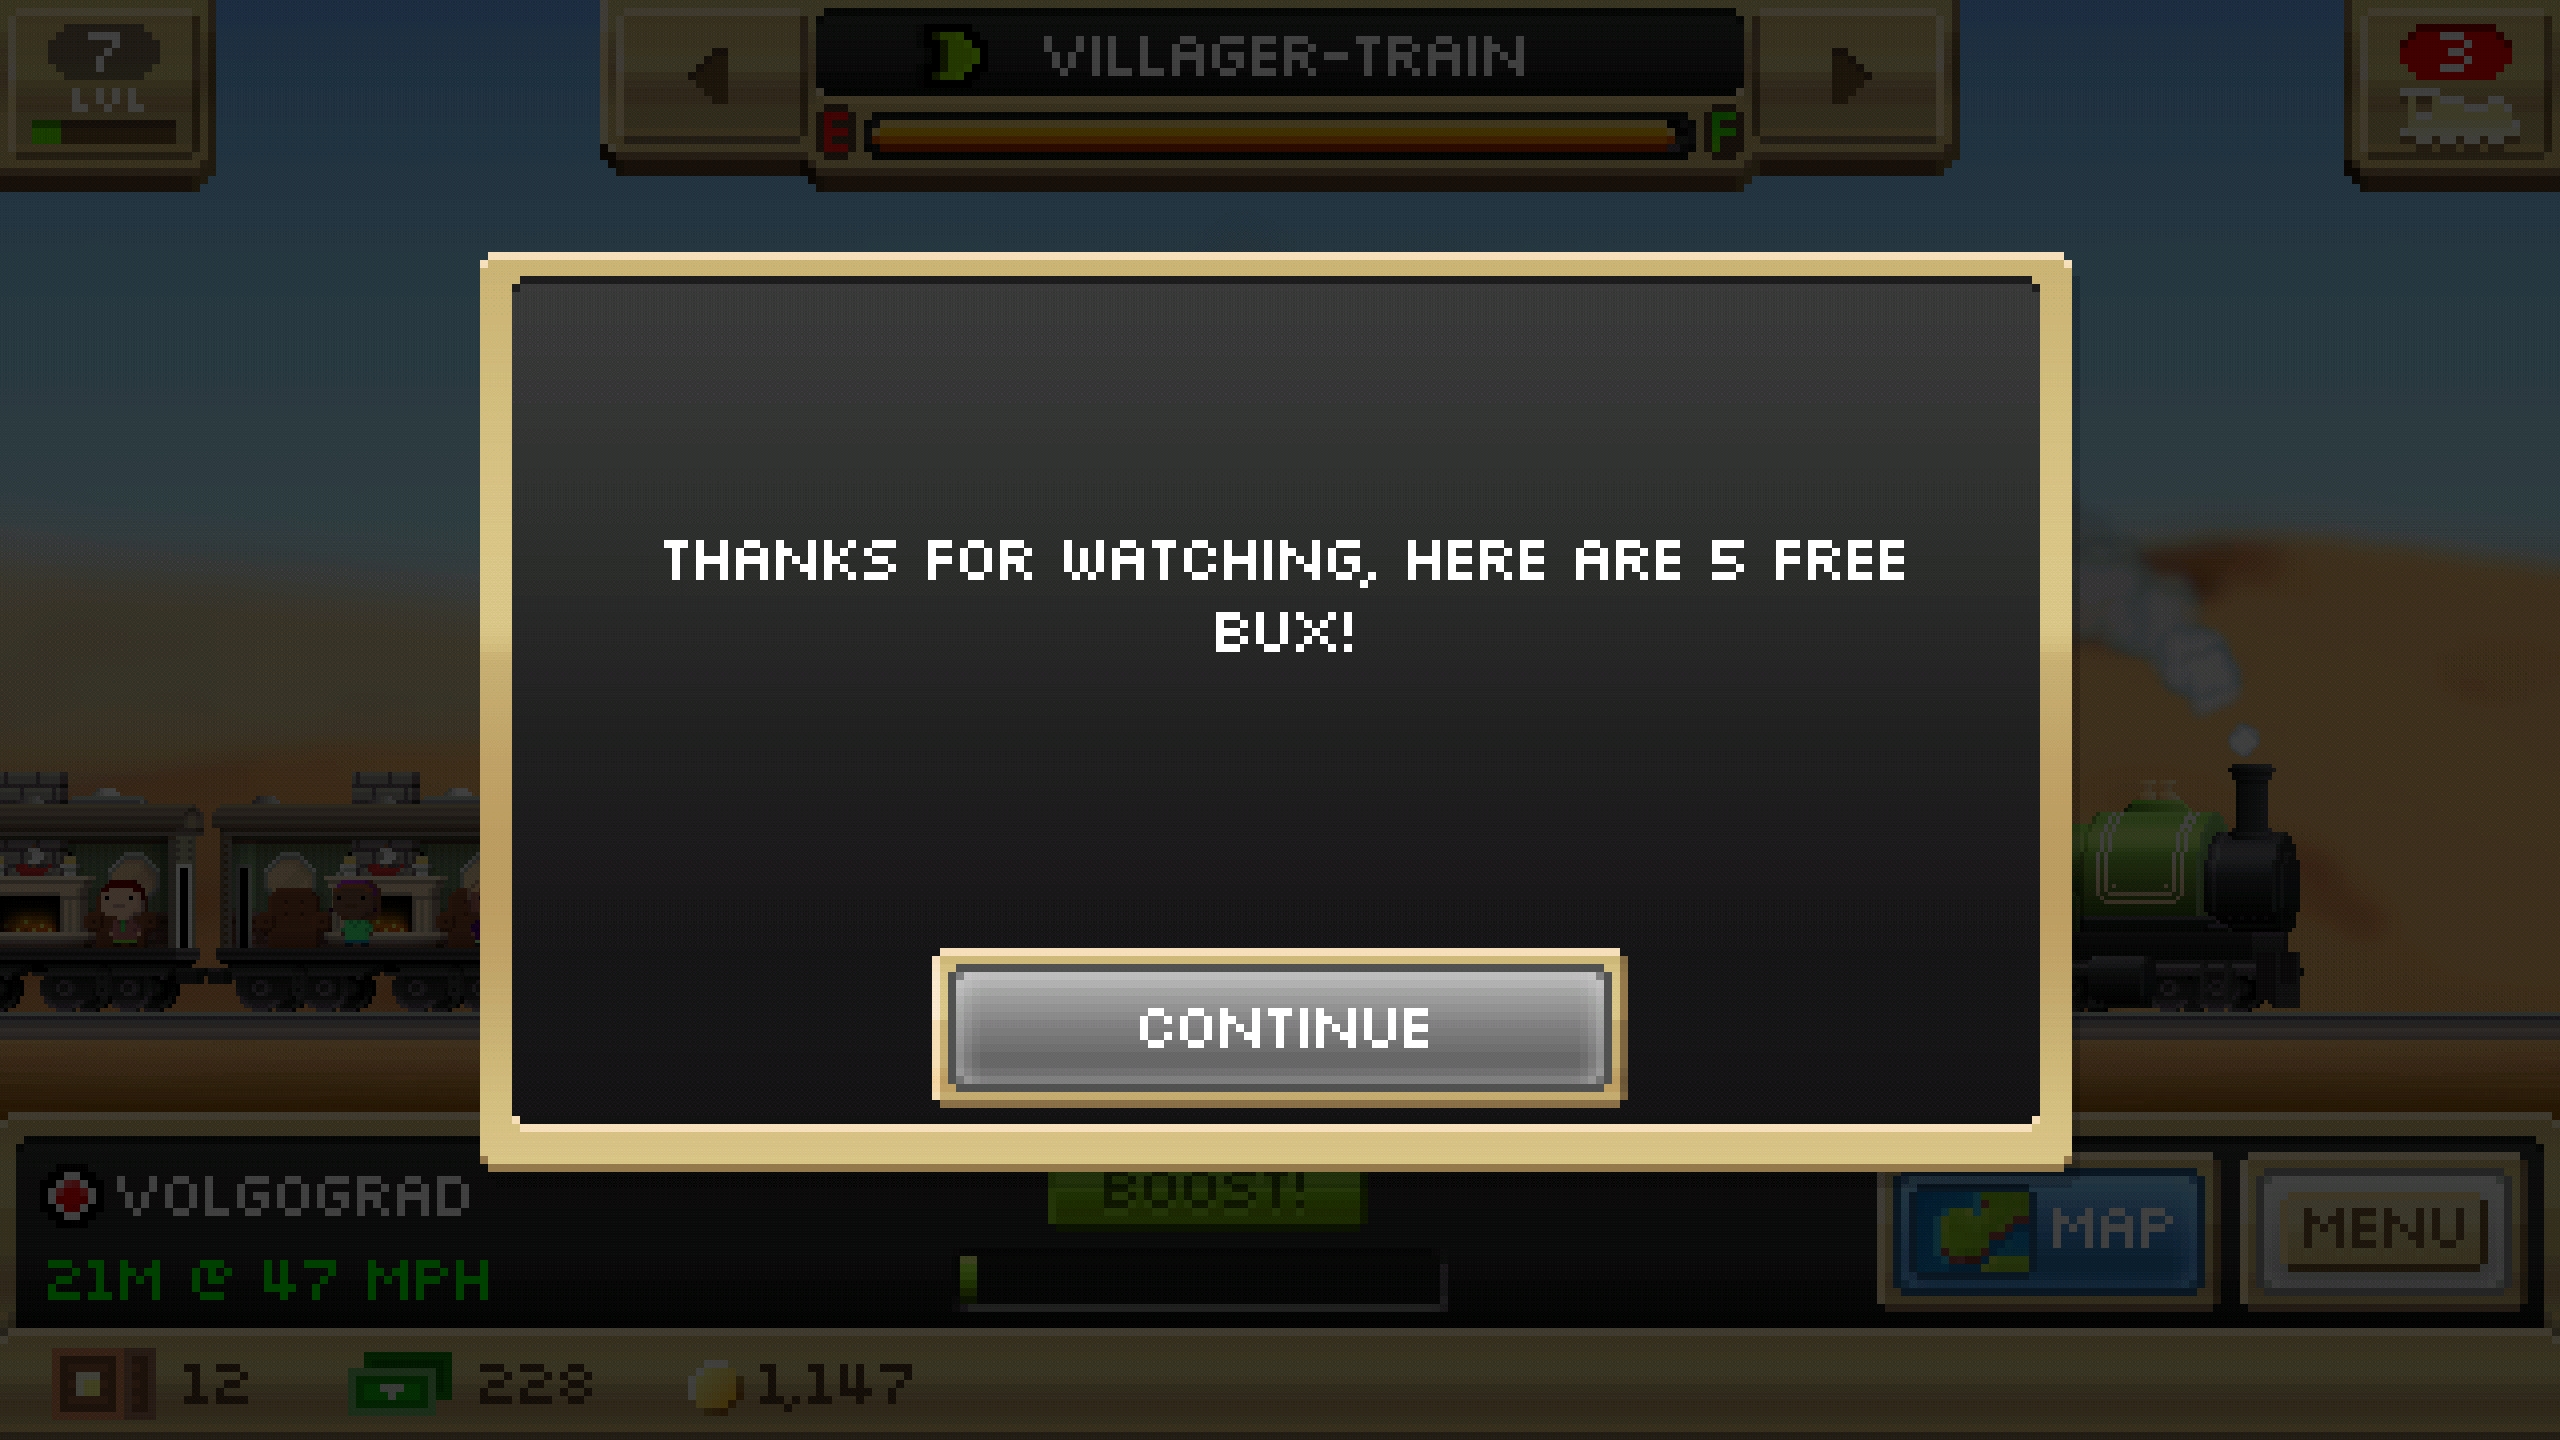 7
LVL
VILLAGER-TRAIN
E
F
3
THANKS FOR WATCHING, HERE ARE 5 FREE
BUX!
CONTINUE
VOLGOGRAD
21M @ 47 MPH
BOOST!
MAP
MENU
12
228
1,147